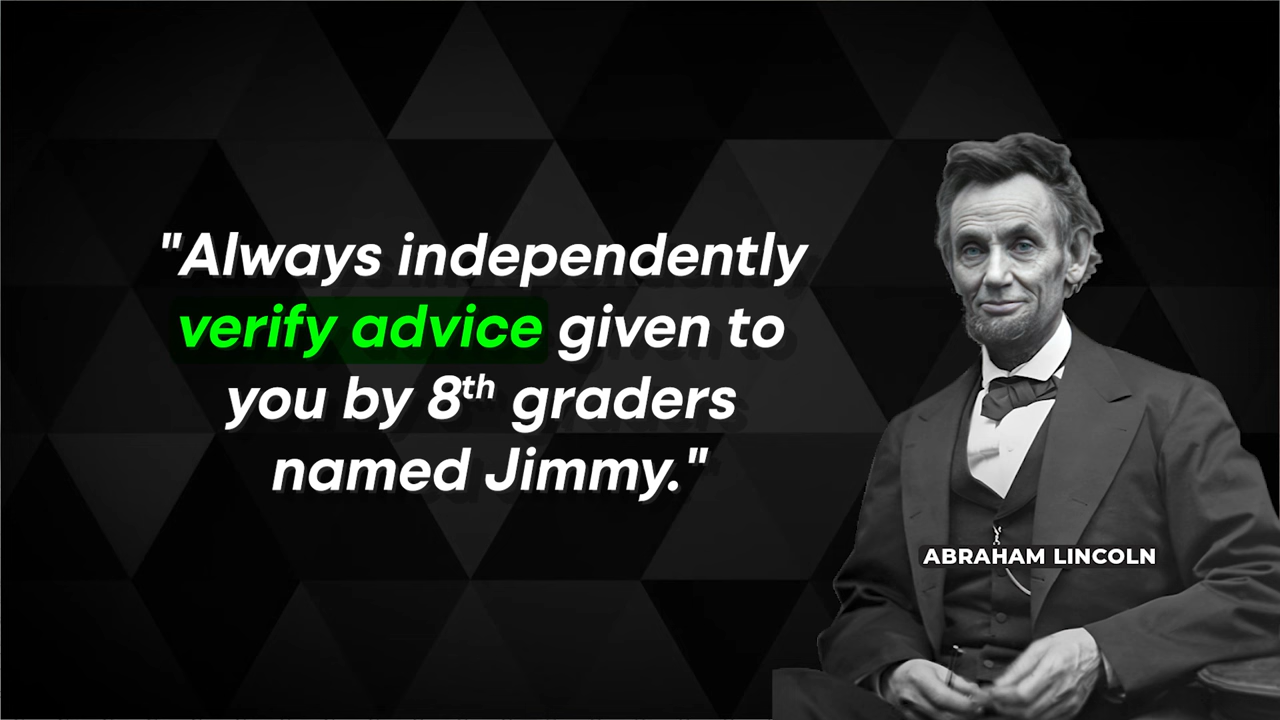 "Always independently
verify advice given to
you by 8th graders
named Jimmy."
ABRAHAM LINCOLN